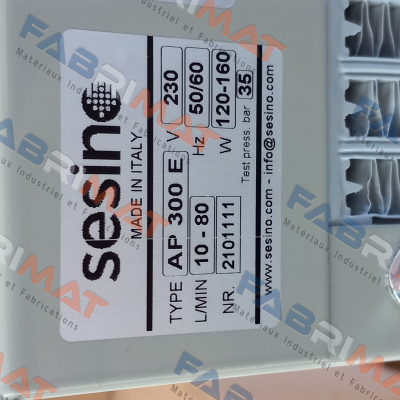 sesino
MADE IN ITALY
TYPE AP 300 E V 230
L/MIN 10 - 80 Hz 50/60
NR. 2101111 W 120-160
Test press. bar 35
www.sesino.com - info@sesino.com
FABRIMAT
Materiaux Industriel et Fabrications